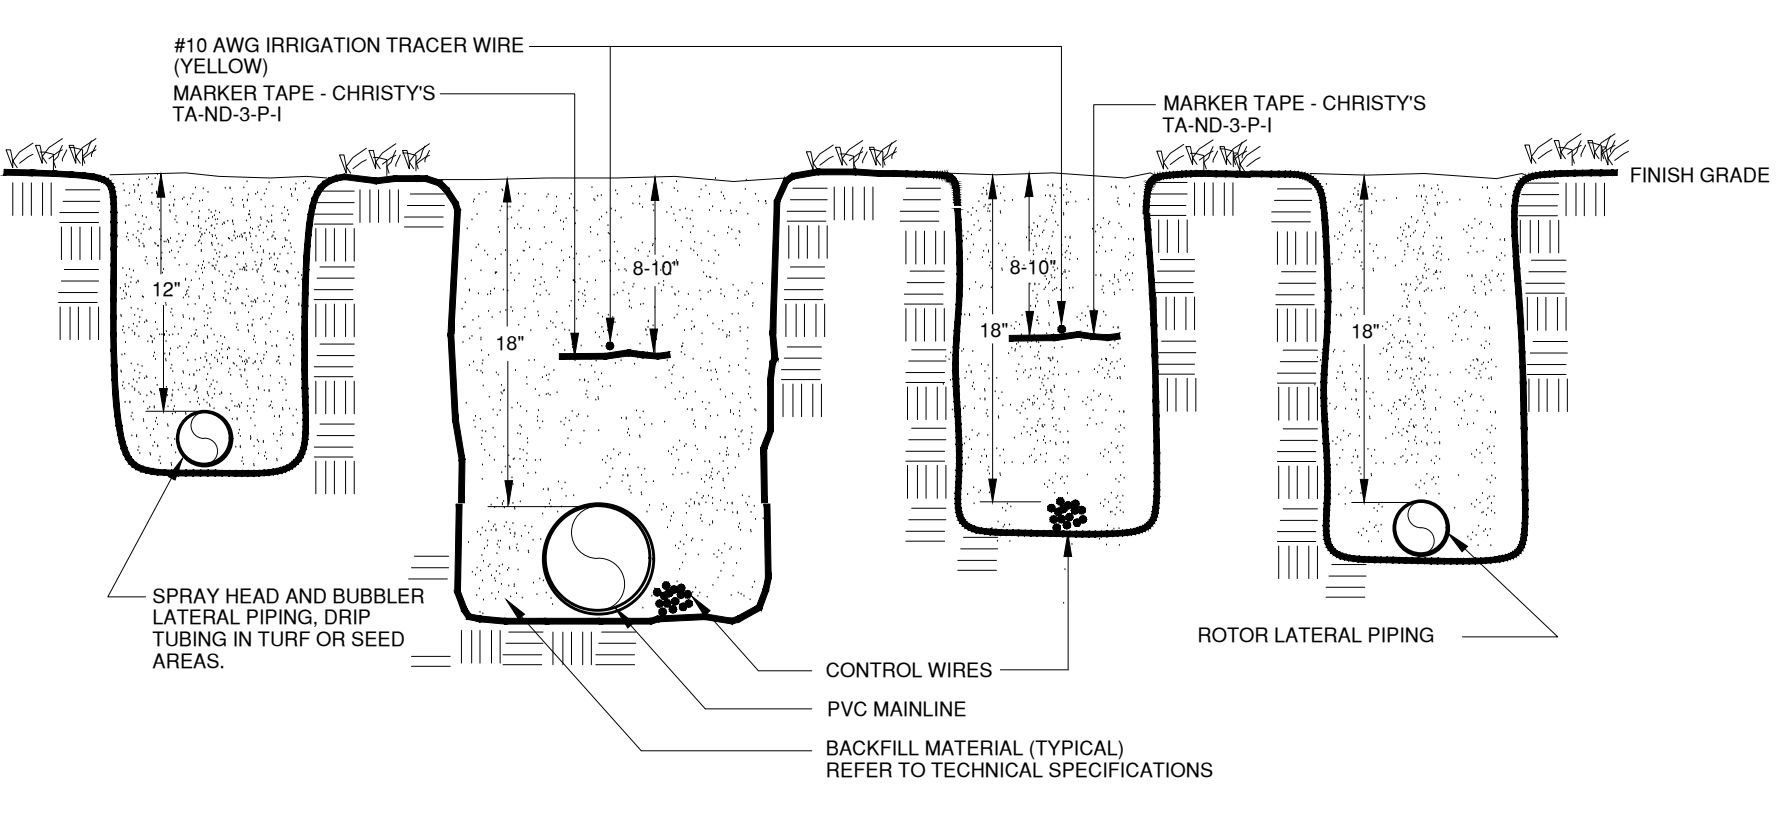 #10 AWG IRRIGATION TRACER WIRE
(YELLOW)
MARKER TAPE - CHRISTY'S
TA-ND-3-P-I
MARKER TAPE - CHRISTY'S
TA-ND-3-P-I
FINISH GRADE
12"
18"
8-10"
18"
8-10"
18"
SPRAY HEAD AND BUBBLER
LATERAL PIPING, DRIP
TUBING IN TURF OR SEED
AREAS.
ROTOR LATERAL PIPING
CONTROL WIRES
PVC MAINLINE
BACKFILL MATERIAL (TYPICAL)
REFER TO TECHNICAL SPECIFICATIONS